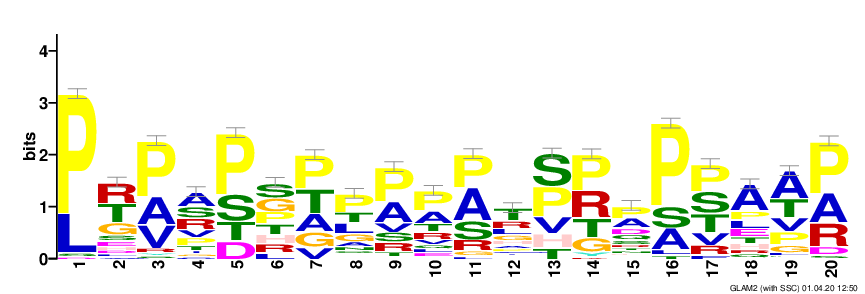 bits
4
3
2
1
0
P L
R T G
P A V
A S R V
P S T D
S G P T H R
P T A G V
P T L G A
P A V S R
P A T R V
P A S R
T R L G
S P V H T
P R T G
P A
P S A
P S T V R
A P L
A T V P G
P A R
1 2 3 4 5 6 7 8 9 10 11 12 13 14 15 16 17 18 19 20
GLAM2 (with SSC) 01.04.20 12:50